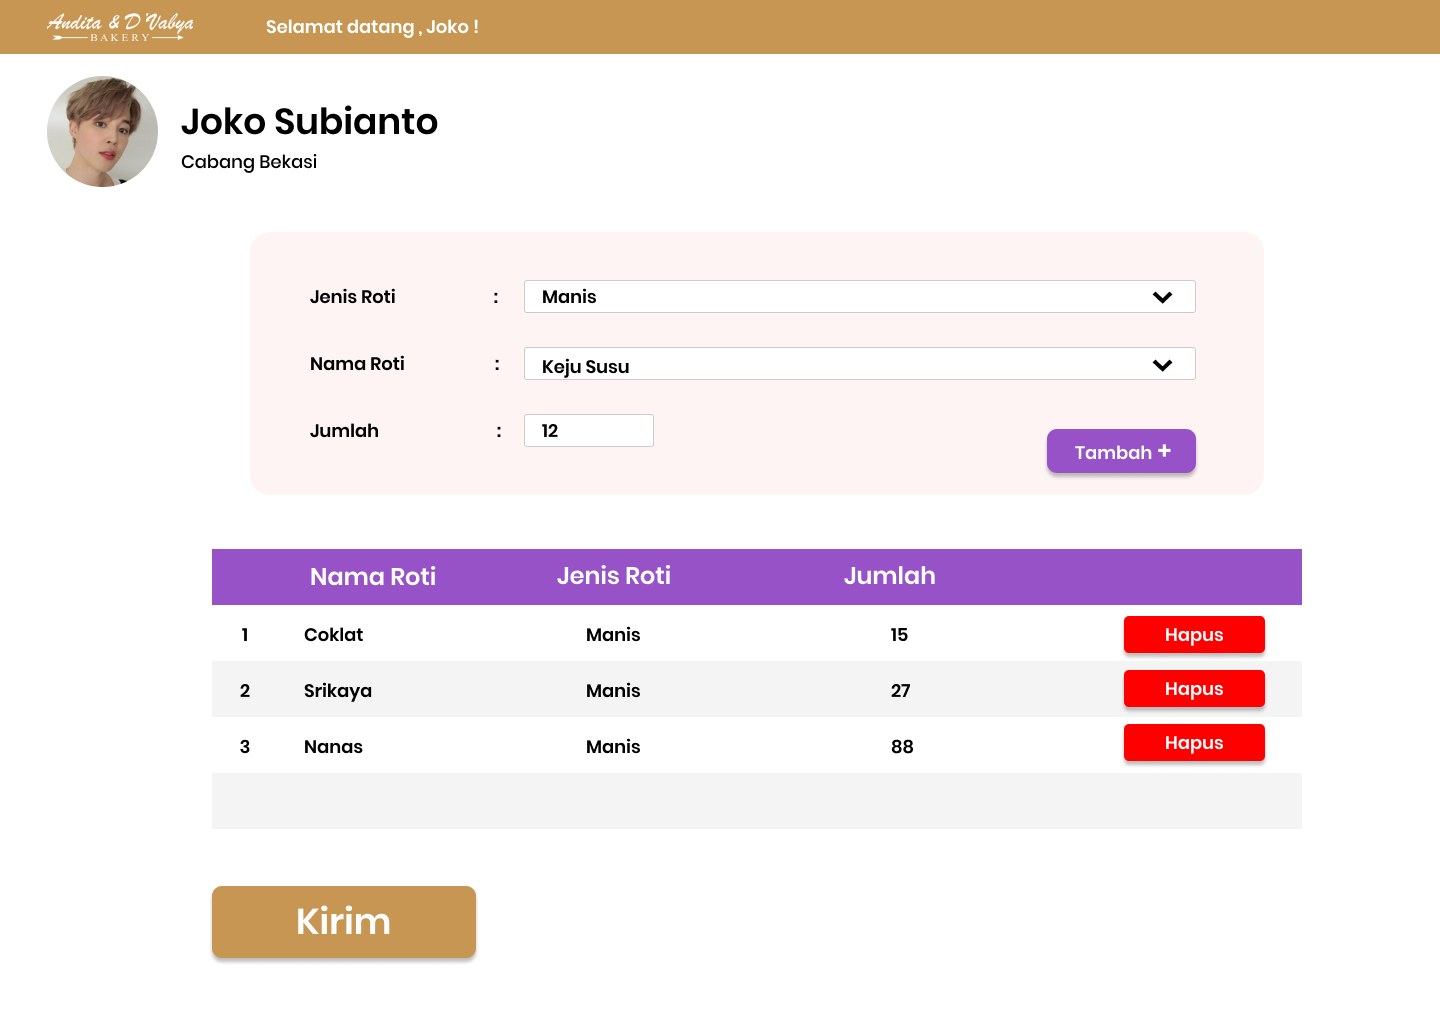 Andita & D'Vabya
BAKERY
Selamat datang , Joko !
Joko Subianto
Cabang Bekasi
Jenis Roti : Manis
Nama Roti : Keju Susu
Jumlah : 12
Tambah +
Nama Roti Jenis Roti Jumlah
1 Coklat Manis 15 Hapus
2 Srikaya Manis 27 Hapus
3 Nanas Manis 88 Hapus
Kirim